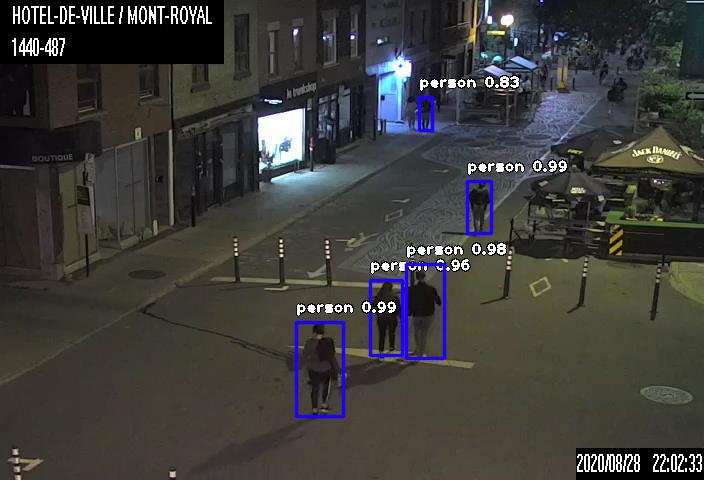 HOTEL-DE-VILLE / MONT-ROYAL
1440-487
person 0.83
person 0.99
person 0.98
person 0.96
person 0.99
BOUTIQUE
JACK DANIEL'S
2020/08/28 22:02:33